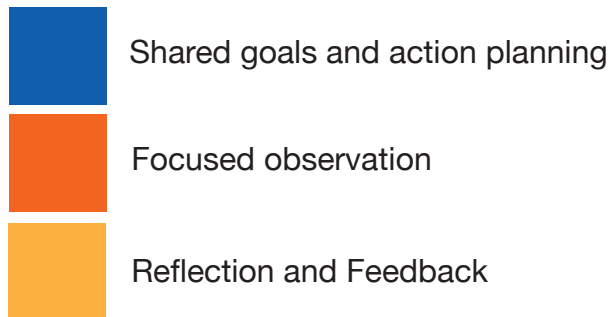 Shared goals and action planning
Focused observation
Reflection and Feedback